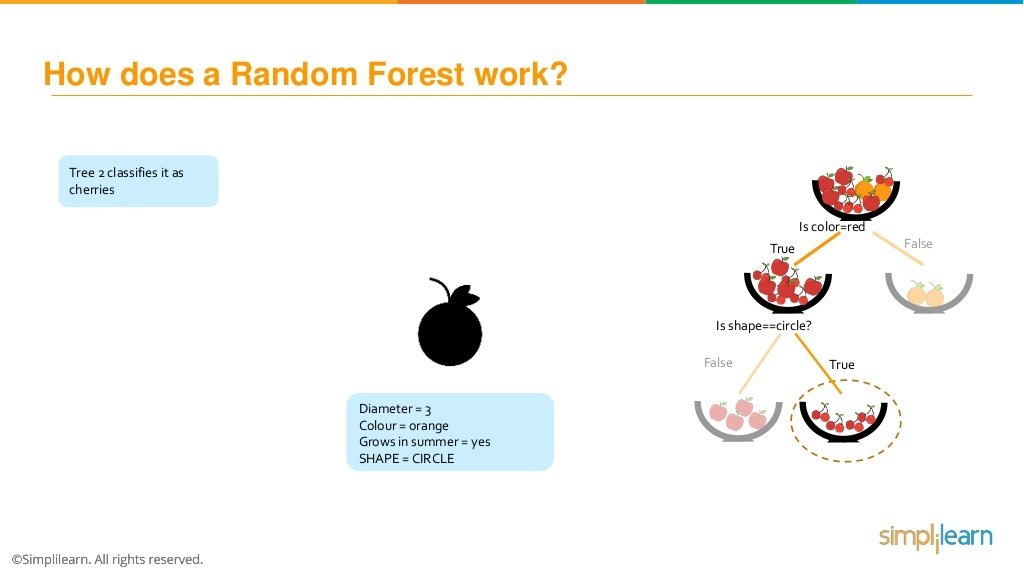 How does a Random Forest work?
Tree 2 classifies it as
cherries
Is color=red
True
False
Is shape==circle?
False
True
Diameter = 3
Colour = orange
Grows in summer = yes
SHAPE = CIRCLE
simplilearn
©Simplilearn. All rights reserved.